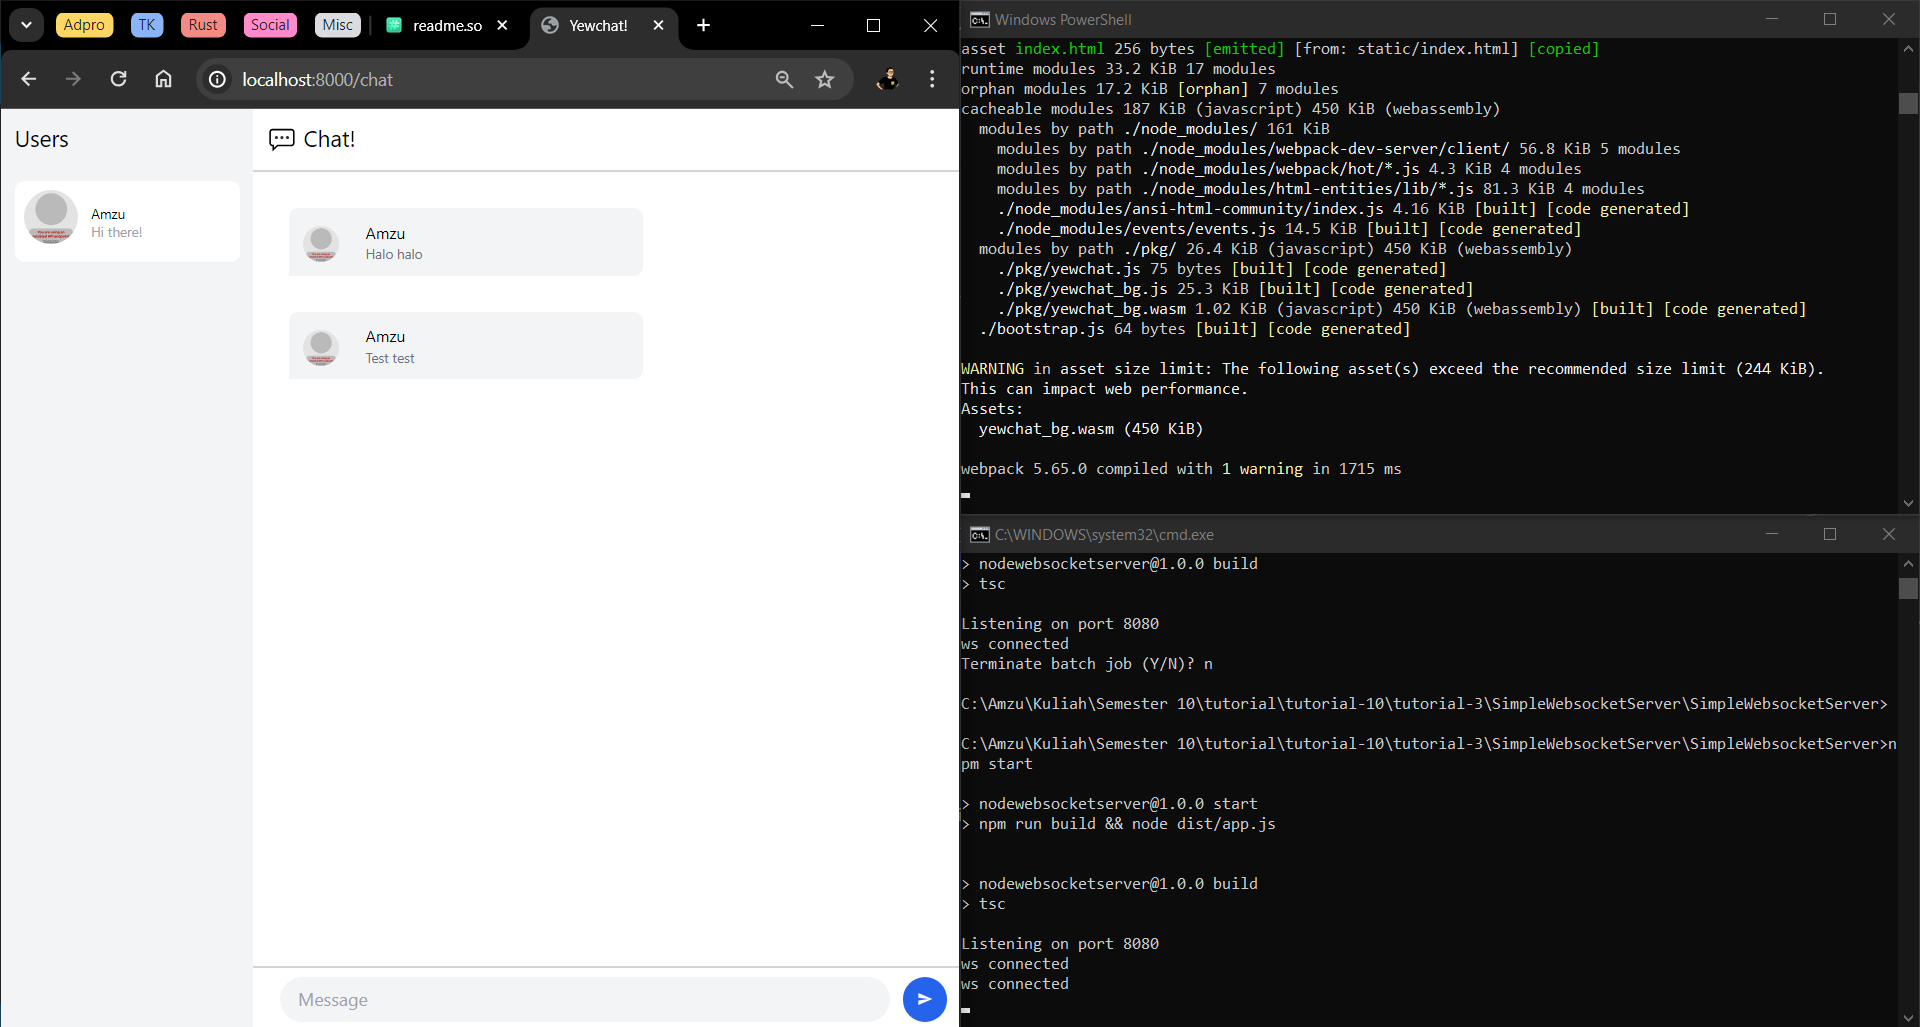 Adpro TK Rust Social Misc readme.so Yewchat!
localhost:8000/chat
Users
Amzu
Hi there!
Chat!
Amzu
Halo halo
Amzu
Test test
Message
Windows PowerShell
asset index.html 256 bytes [emitted] [from: static/index.html] [copied]
runtime modules 33.2 KiB 17 modules
orphan modules 17.2 KiB [orphan] 7 modules
cacheable modules 187 KiB (javascript) 450 KiB (webassembly)
modules by path ./node_modules/ 161 KiB
modules by path ./node_modules/webpack-dev-server/client/ 56.8 KiB 5 modules
modules by path ./node_modules/webpack/hot/*.js 4.3 KiB 4 modules
modules by path ./node_modules/html-entities/lib/*.js 81.3 KiB 4 modules
./node_modules/ansi-html-community/index.js 4.16 KiB [built] [code generated]
./node_modules/events/events.js 14.5 KiB [built] [code generated]
modules by path ./pkg/ 26.4 KiB (javascript) 450 KiB (webassembly)
./pkg/yewchat.js 75 bytes [built] [code generated]
./pkg/yewchat_bg.js 25.3 KiB [built] [code generated]
./pkg/yewchat_bg.wasm 1.02 KiB (javascript) 450 KiB (webassembly) [built] [code generated]
./bootstrap.js 64 bytes [built] [code generated]
WARNING in asset size limit: The following asset(s) exceed the recommended size limit (244 KiB).
This can impact web performance.
Assets:
yewchat_bg.wasm (450 KiB)
webpack 5.65.0 compiled with 1 warning in 1715 ms
C:\WINDOWS\system32\cmd.exe
> nodewebsocketserver@1.0.0 build
> tsc
Listening on port 8080
ws connected
Terminate batch job (Y/N)? n
C:\Amzu\Kuliah\Semester 10\tutorial\tutorial-10\tutorial-3\SimpleWebsocketServer\SimpleWebsocketServer>
C:\Amzu\Kuliah\Semester 10\tutorial\tutorial-10\tutorial-3\SimpleWebsocketServer\SimpleWebsocketServer>n
pm start
> nodewebsocketserver@1.0.0 start
> npm run build && node dist/app.js
> nodewebsocketserver@1.0.0 build
> tsc
Listening on port 8080
ws connected
ws connected